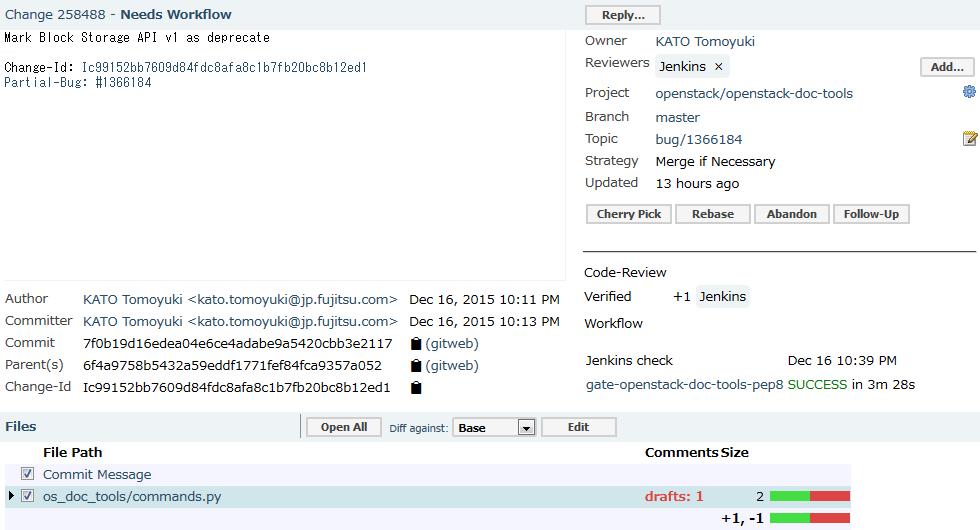 Change 258488 - Needs Workflow
Mark Block Storage API v1 as deprecate
Change-Id: Ic99152bb7609d84fdc8afa8c1b7fb20bc8b12ed1
Partial-Bug: #1366184
Reply...
Owner KATO Tomoyuki
Reviewers Jenkins ×
Add...
Project openstack/openstack-doc-tools
Branch master
Topic bug/1366184
Strategy Merge if Necessary
Updated 13 hours ago
Cherry Pick Rebase Abandon Follow-Up
Code-Review
Verified +1 Jenkins
Workflow
Jenkins check Dec 16 10:39 PM
gate-openstack-doc-tools-pep8 SUCCESS in 3m 28s
Author KATO Tomoyuki <kato.tomoyuki@jp.fujitsu.com> Dec 16, 2015 10:11 PM
Committer KATO Tomoyuki <kato.tomoyuki@jp.fujitsu.com> Dec 16, 2015 10:13 PM
Commit 7f0b19d16edea04e6ce4adabe9a5420cbb3e2117 (gitweb)
Parent(s) 6f4a9758b5432a59eddf1771fef84fca9357a052 (gitweb)
Change-Id Ic99152bb7609d84fdc8afa8c1b7fb20bc8b12ed1
Files Open All Diff against: Base Edit
File Path Comments Size
Commit Message
os_doc_tools/commands.py drafts: 1 2
+1, -1